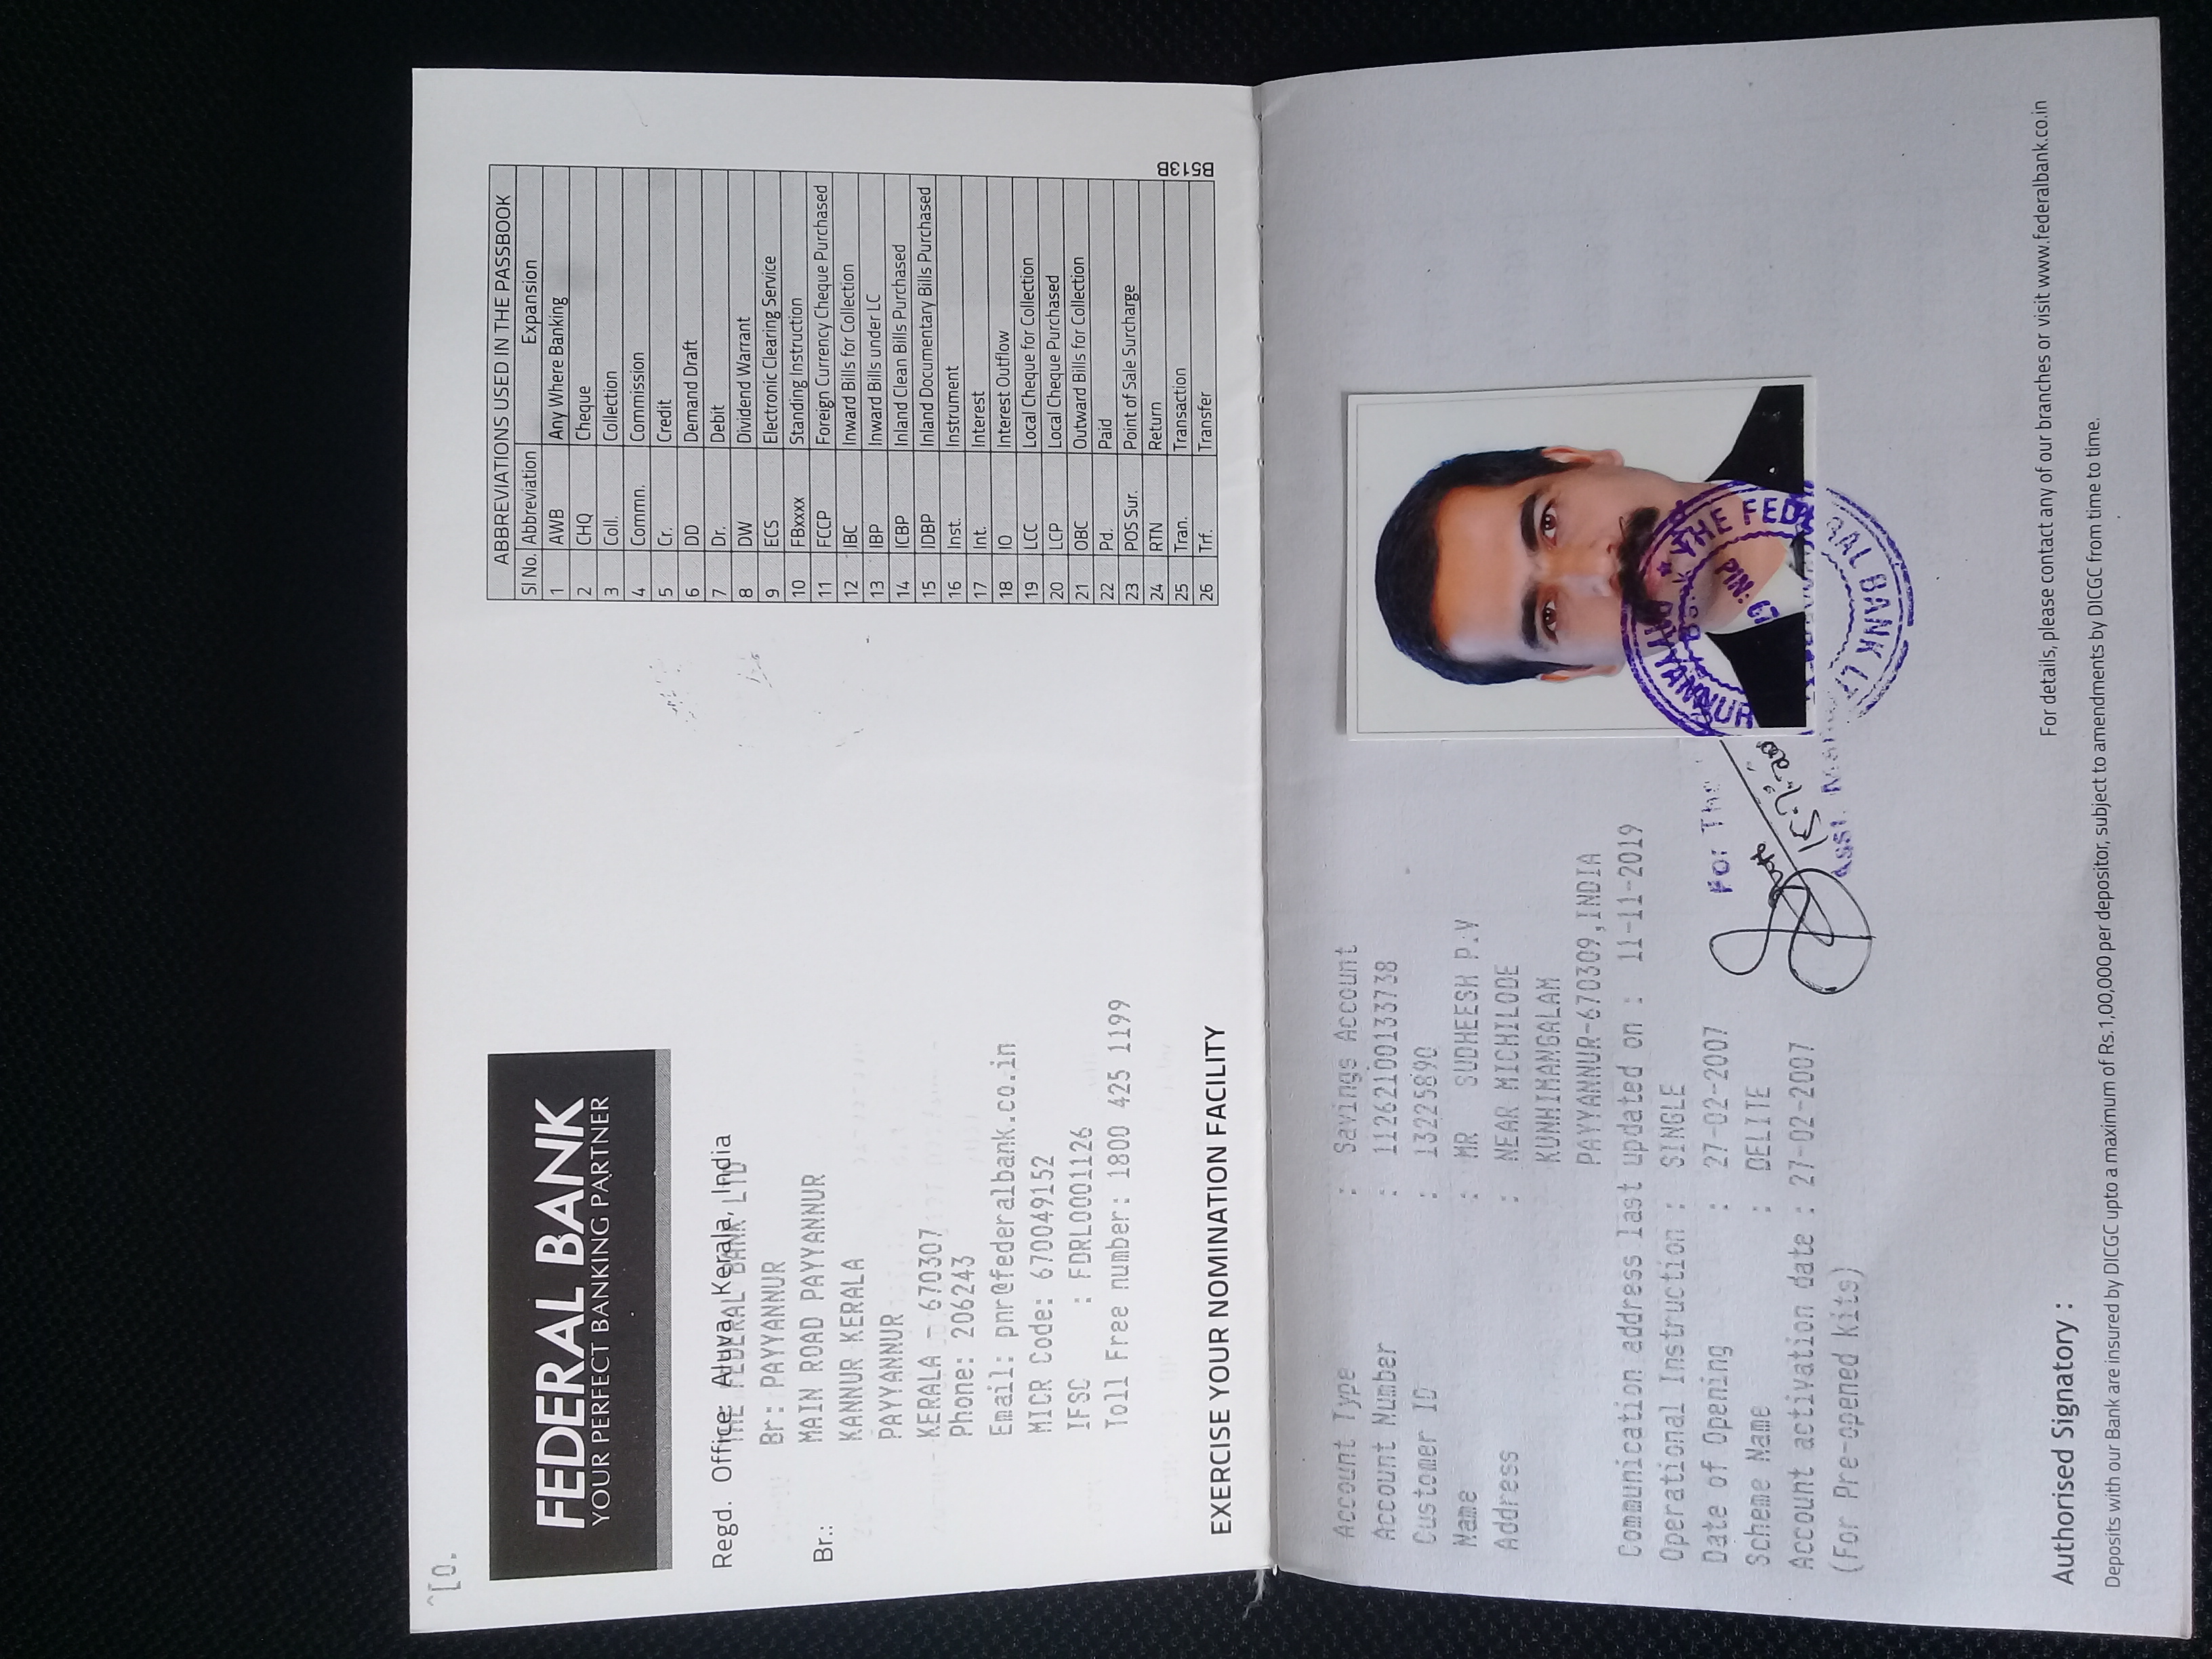 ^[0.
FEDERAL BANK
YOUR PERFECT BANKING PARTNER
Regd. Office: Aluva, Kerala, India
THE FEDERAL BANK LTD
Br: PAYYANNUR
Br.: MAIN ROAD PAYYANNUR
KANNUR KERALA
PAYYANNUR
KERALA - 670307
Phone: 206243
Email: pnr@federalbank.co.in
MICR Code: 670049152
IFSC : FDRL0001126
Toll Free number: 1800 425 1199
EXERCISE YOUR NOMINATION FACILITY
ABBREVIATIONS USED IN THE PASSBOOK
Sl No. Abbreviation Expansion
1 AWB Any Where Banking
2 CHQ Cheque
3 Coll. Collection
4 Commn. Commission
5 Cr. Credit
6 DD Demand Draft
7 Dr. Debit
8 DW Dividend Warrant
9 ECS Electronic Clearing Service
10 FBxxxx Standing Instruction
11 FCCP Foreign Currency Cheque Purchased
12 IBC Inward Bills for Collection
13 IBP Inward Bills under LC
14 ICBP Inland Clean Bills Purchased
15 IDBP Inland Documentary Bills Purchased
16 Inst. Instrument
17 Int. Interest
18 IO Interest Outflow
19 LCC Local Cheque for Collection
20 LCP Local Cheque Purchased
21 OBC Outward Bills for Collection
22 Pd. Paid
23 POS Sur. Point of Sale Surcharge
24 RTN Return
25 Tran. Transaction
26 Trf. Transfer
B513B
Account Type : Savings Account
Account Number : 11262100133738
Customer ID : 13225890
Name : MR SUDHEESH P.V
Address : NEAR MICHILODE
KUNHIMANGALAM
PAYYANNUR-670309,INDIA
Communication address last updated on : 11-11-2019
Operational Instruction : SINGLE
Date of Opening : 27-02-2007
Scheme Name : DELITE
Account activation date : 27-02-2007
(For Pre-opened kits)
For The
Asst. Man
THE FEDERAL BANK LT
PAYYANNUR
PIN: 67
Authorised Signatory :
For details, please contact any of our branches or visit www.federalbank.co.in
Deposits with our Bank are insured by DICGC upto a maximum of Rs.1,00,000 per depositor, subject to amendments by DICGC from time to time.